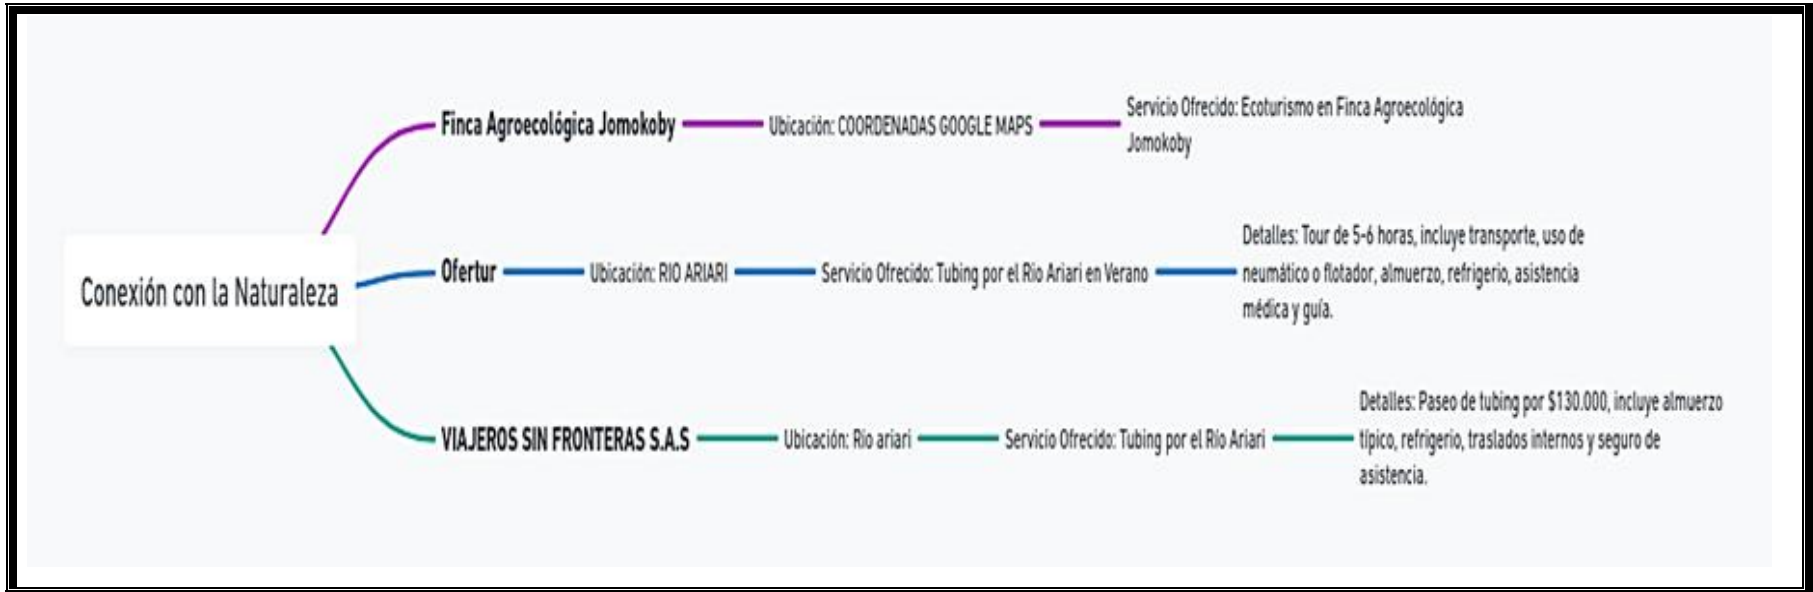 Conexión con la Naturaleza
Finca Agroecológica Jomokoby
Ubicación: COORDENADAS GOOGLE MAPS
Servicio Ofrecido: Ecoturismo en Finca Agroecológica
Jomokoby
Ofertur
Ubicación: RIO ARIARI
Servicio Ofrecido: Tubing por el Río Ariari en Verano
Detalles: Tour de 5-6 horas, incluye transporte, uso de
neumático o flotador, almuerzo, refrigerio, asistencia
médica y guía.
VIAJEROS SIN FRONTERAS S.A.S
Ubicación: Rio ariari
Servicio Ofrecido: Tubing por el Río Ariari
Detalles: Paseo de tubing por $130.000, incluye almuerzo
típico, refrigerio, traslados internos y seguro de
asistencia.